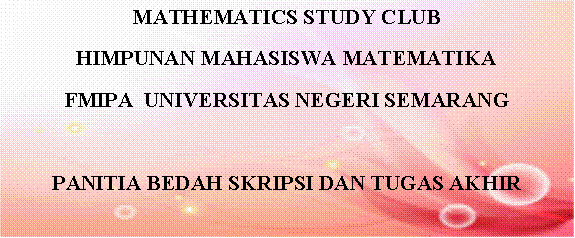 MATHEMATICS STUDY CLUB
HIMPUNAN MAHASISWA MATEMATIKA
FMIPA UNIVERSITAS NEGERI SEMARANG
PANITIA BEDAH SKRIPSI DAN TUGAS AKHIR